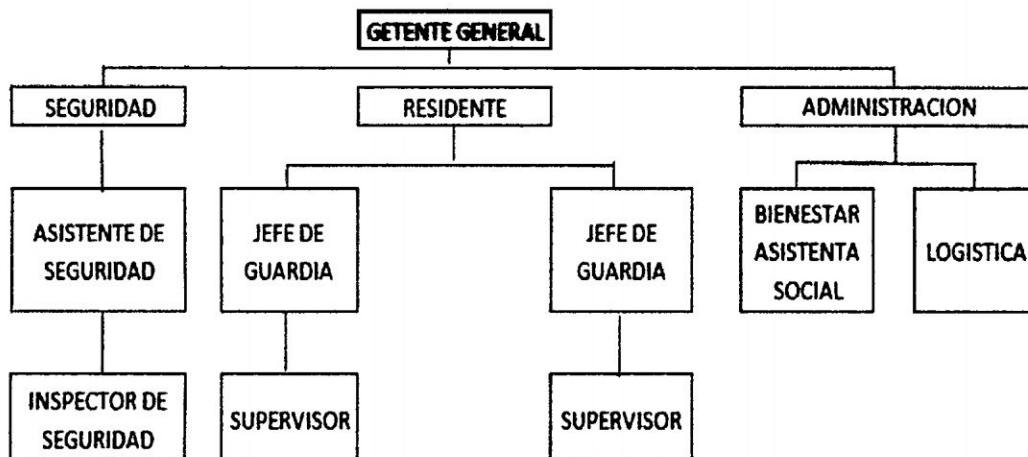 GETENTE GENERAL
SEGURIDAD
RESIDENTE
ADMINISTRACION
ASISTENTE DE
SEGURIDAD
JEFE DE
GUARDIA
JEFE DE
GUARDIA
BIENESTAR
ASISTENTA
SOCIAL
LOGISTICA
INSPECTOR DE
SEGURIDAD
SUPERVISOR
SUPERVISOR